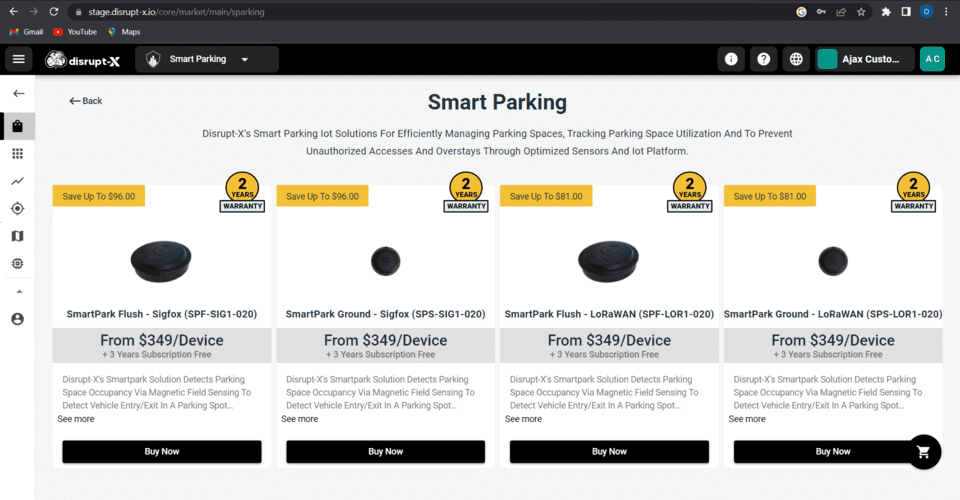 stage.disrupt-x.io/core/market/main/sparking
Gmail
YouTube
Maps
O
disrupt-X
Smart Parking
Ajax Custo...
A C
Back
Smart Parking
Disrupt-X's Smart Parking Iot Solutions For Efficiently Managing Parking Spaces, Tracking Parking Space Utilization And To Prevent
Unauthorized Accesses And Overstays Through Optimized Sensors And Iot Platform.
Save Up To $96.00
2
YEARS
WARRANTY
SmartPark Flush - Sigfox (SPF-SIG1-020)
From $349/Device
+ 3 Years Subscription Free
Disrupt-X's Smartpark Solution Detects Parking
Space Occupancy Via Magnetic Field Sensing To
Detect Vehicle Entry/Exit In A Parking Spot...
See more
Buy Now
Save Up To $96.00
2
YEARS
WARRANTY
SmartPark Ground - Sigfox (SPS-SIG1-020)
From $349/Device
+ 3 Years Subscription Free
Disrupt-X's Smartpark Solution Detects Parking
Space Occupancy Via Magnetic Field Sensing To
Detect Vehicle Entry/Exit In A Parking Spot...
See more
Buy Now
Save Up To $81.00
2
YEARS
WARRANTY
SmartPark Flush - LoRaWAN (SPF-LOR1-020)
From $349/Device
+ 3 Years Subscription Free
Disrupt-X's Smartpark Solution Detects Parking
Space Occupancy Via Magnetic Field Sensing To
Detect Vehicle Entry/Exit In A Parking Spot...
See more
Buy Now
Save Up To $81.00
2
YEARS
WARRANTY
SmartPark Ground - LoRaWAN (SPS-LOR1-020)
From $349/Device
+ 3 Years Subscription Free
Disrupt-X's Smartpark Solution Detects Parking
Space Occupancy Via Magnetic Field Sensing To
Detect Vehicle Entry/Exit In A Parking Spot...
See more
Buy Now